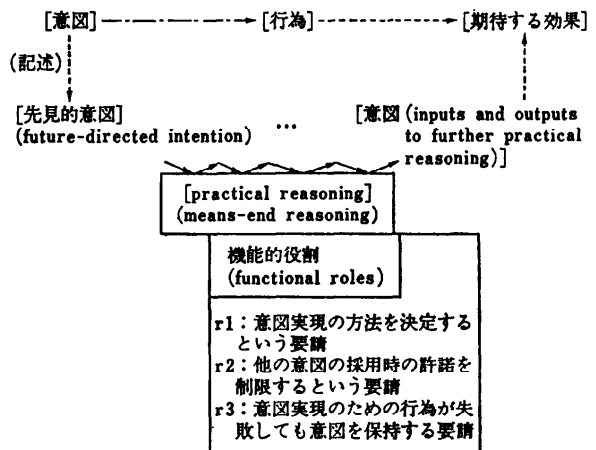 [意図] [行為] [期待する効果]
(記述)
[先見的意図]
(future-directed intention)
...
[意図(inputs and outputs
to further practical
reasoning)]
[practical reasoning]
(means-end reasoning)
機能的役割
(functional roles)
r1：意図実現の方法を決定する
という要請
r2：他の意図の採用時の許諾を
制限するという要請
r3：意図実現のための行為が失
敗しても意図を保持する要請